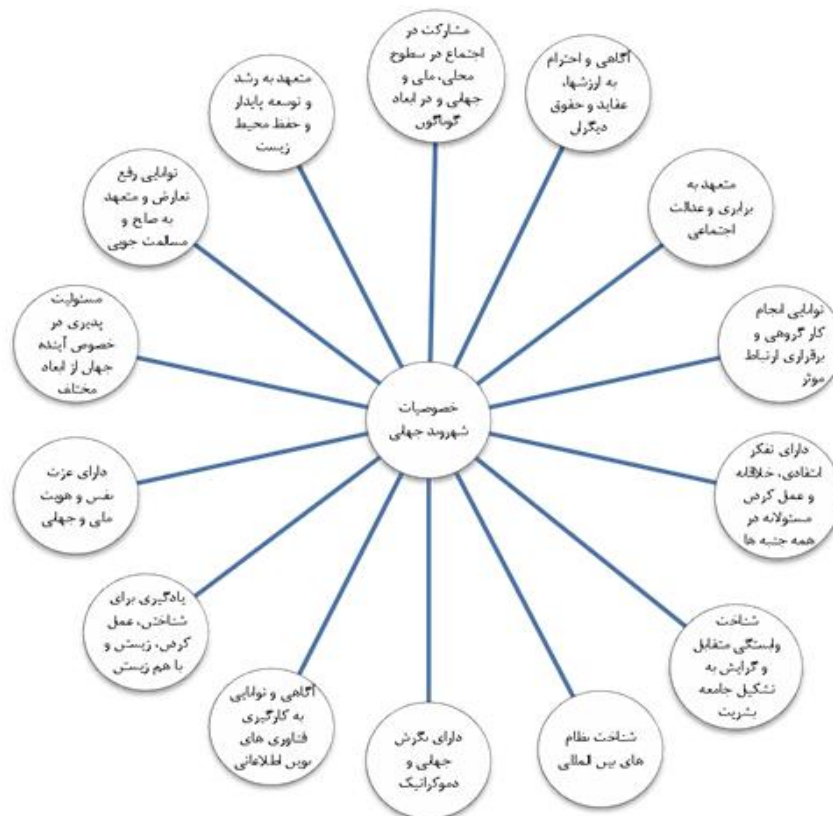 مشارکت در
اجتماع در سطوح
محلی، ملی و
جهانی و در ابعاد
گوناگون
آگاهی و احترام
به ارزشها،
عقاید و حقوق
دیگران
متعهد به
برابری و عدالت
اجتماعی
توانایی انجام
کار گروهی و
برقراری ارتباط
موثر
دارای تفکر
انتقادی، خلاقانه
و عمل کردن
مسئولانه در
همه جنبه ها
شناخت
وابستگی متقابل
و گرایش به
تشکیل جامعه
بشریت
شناخت نظام
های بین المللی
دارای نگرش
جهانی و
دموکراتیک
آگاهی و توانایی
به کارگیری
فناوری های
نوین اطلاعاتی
یادگیری برای
شناختن، عمل
کردن، زیستن و
با هم زیستن
دارای عزت
نفس و هویت
ملی و جهانی
مسئولیت
پذیری در
خصوص آینده
جهان از ابعاد
مختلف
توانایی رفع
تعارض و متعهد
به صلح و
مسالمت جویی
متعهد به رشد
و توسعه پایدار
و حفظ محیط
زیست
خصوصیات
شهروند جهانی